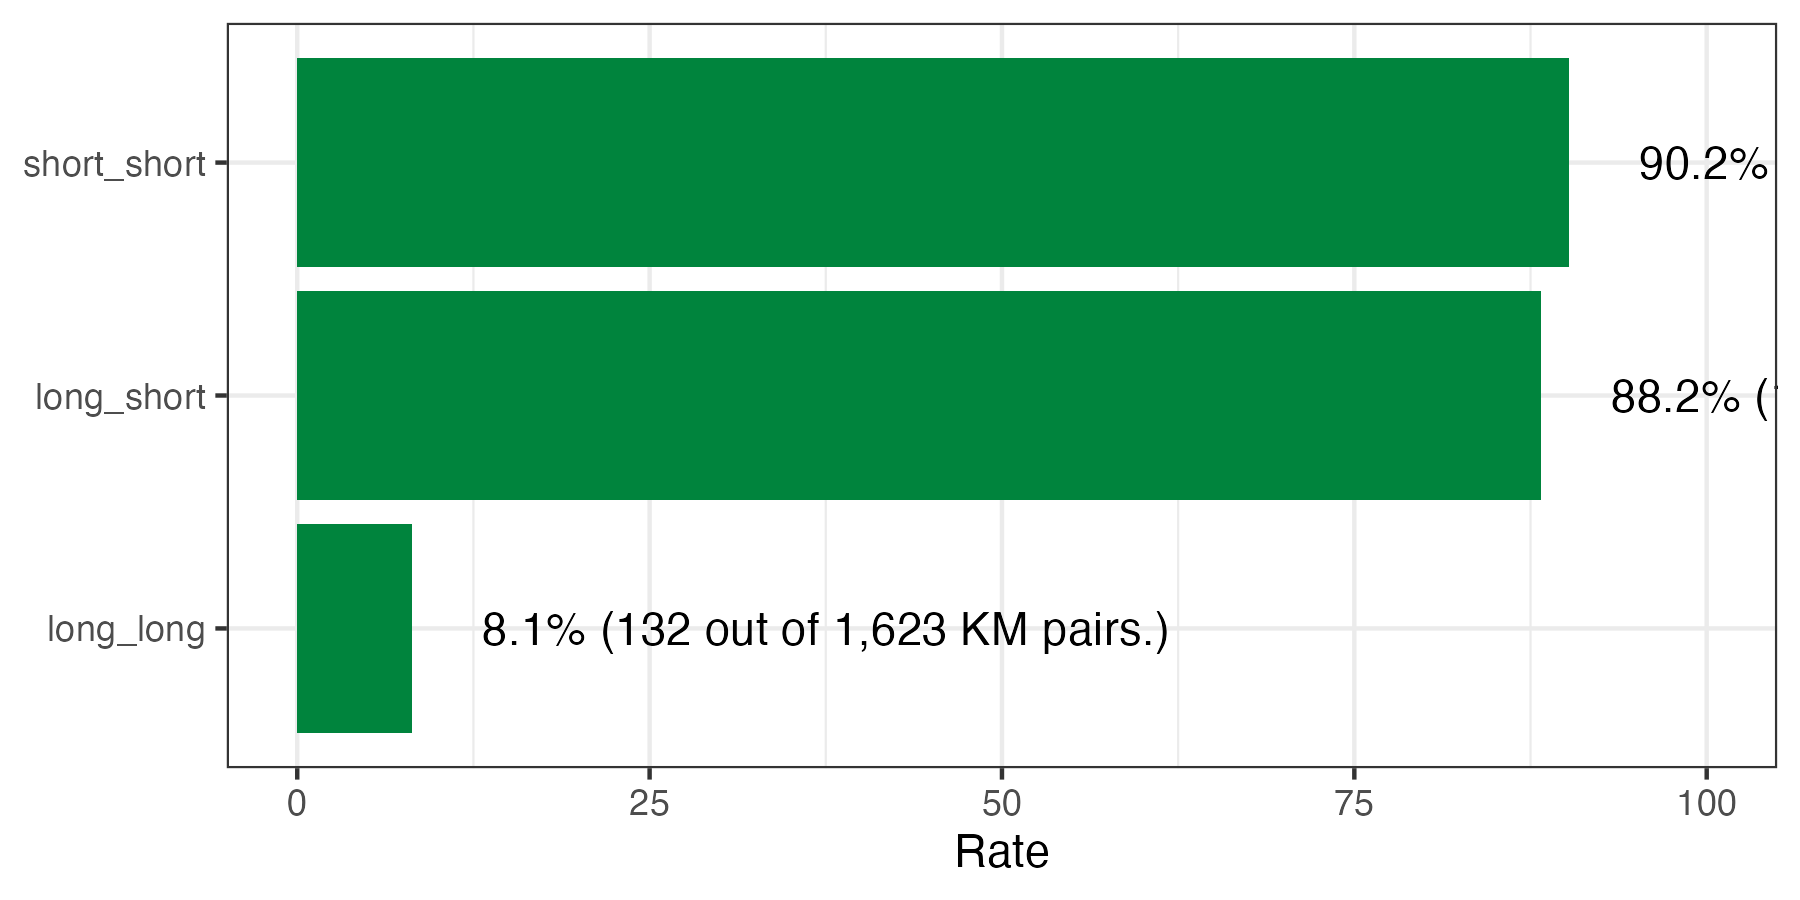 short_short 90.2%
long_short 88.2% (
long_long 8.1% (132 out of 1,623 KM pairs.)
0 25 50 75 100
Rate